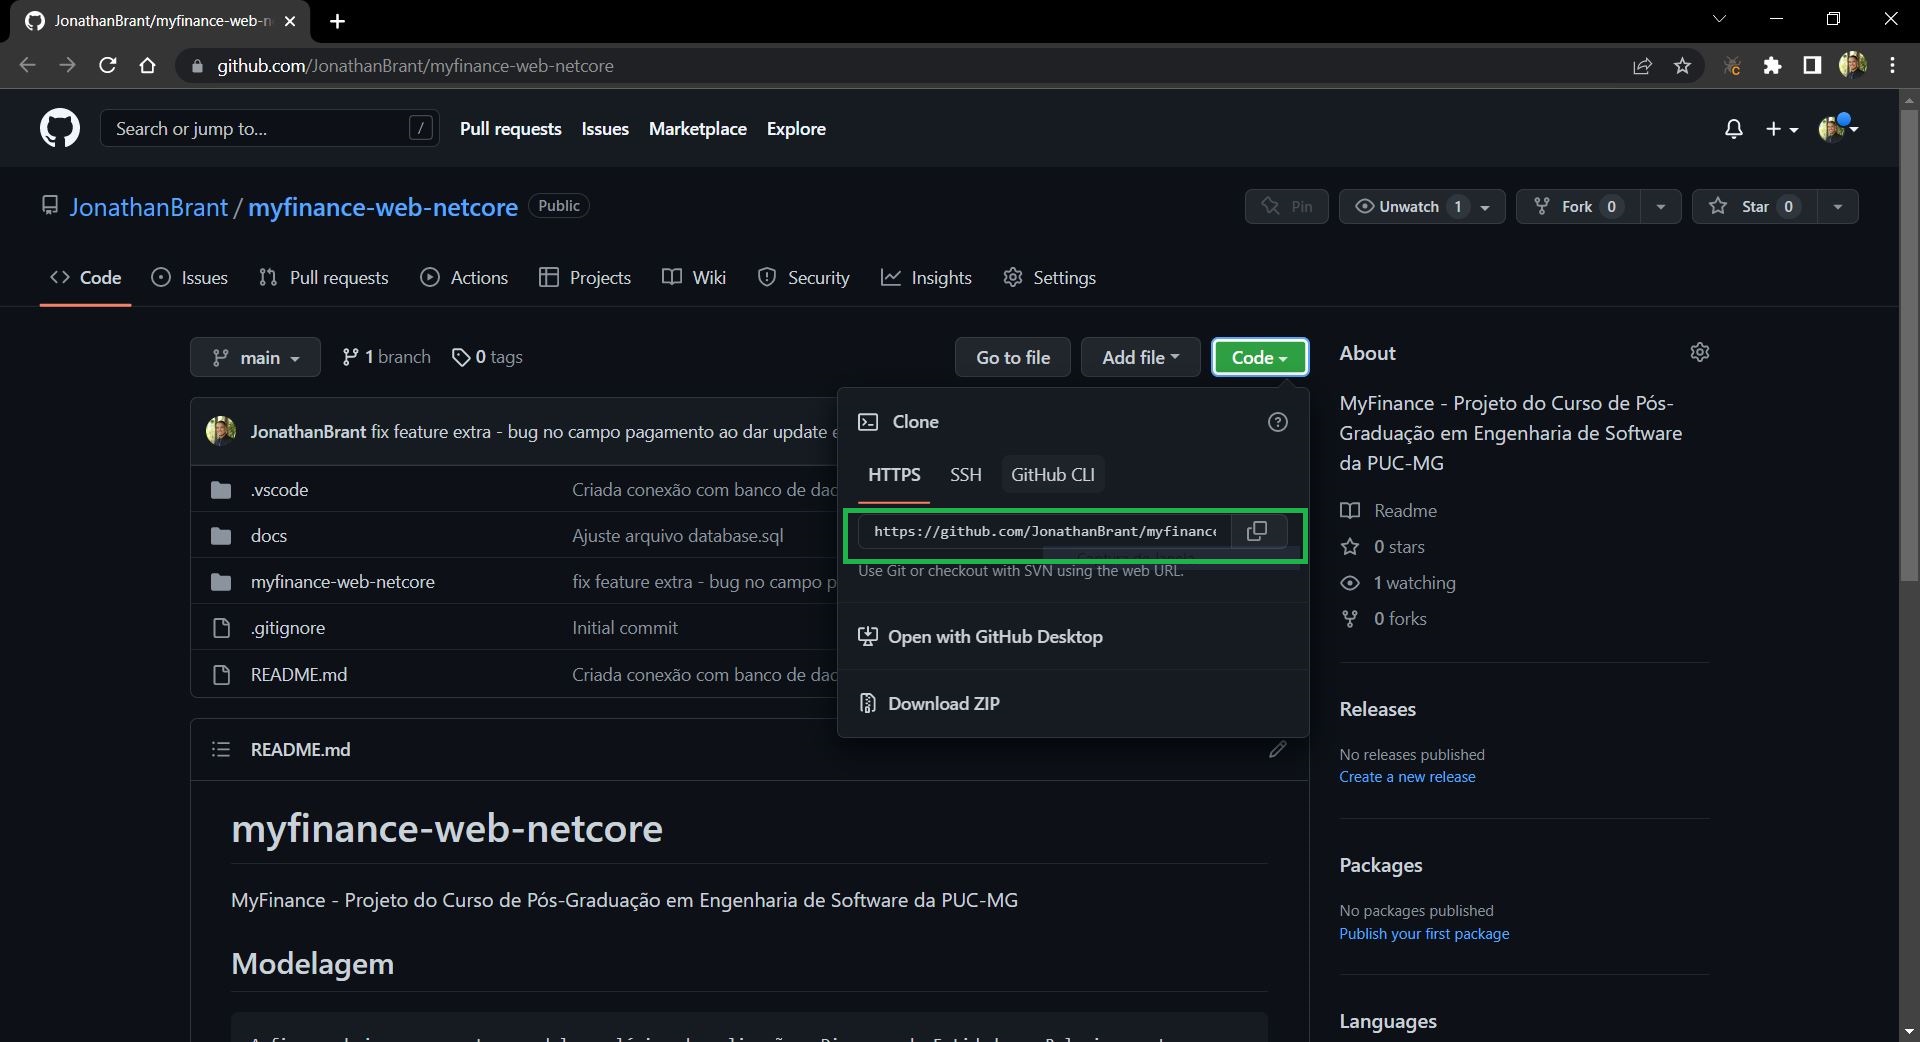 JonathanBrant/myfinance-web-n
github.com/JonathanBrant/myfinance-web-netcore
Search or jump to... /
Pull requests Issues Marketplace Explore
JonathanBrant / myfinance-web-netcore Public
Pin Unwatch 1 Fork 0 Star 0
Code Issues Pull requests Actions Projects Wiki Security Insights Settings
main 1 branch 0 tags Go to file Add file Code
JonathanBrant fix feature extra - bug no campo pagamento ao dar update e
.vscode Criada conexão com banco de dad
docs Ajuste arquivo database.sql
myfinance-web-netcore fix feature extra - bug no campo p
.gitignore Initial commit
README.md Criada conexão com banco de dad
Clone
HTTPS SSH GitHub CLI
https://github.com/JonathanBrant/myfinance
Use Git or checkout with SVN using the web URL.
Open with GitHub Desktop
Download ZIP
README.md
myfinance-web-netcore
MyFinance - Projeto do Curso de Pós-Graduação em Engenharia de Software da PUC-MG
Modelagem
About
MyFinance - Projeto do Curso de Pós-
Graduação em Engenharia de Software
da PUC-MG
Readme
0 stars
1 watching
0 forks
Releases
No releases published
Create a new release
Packages
No packages published
Publish your first package
Languages